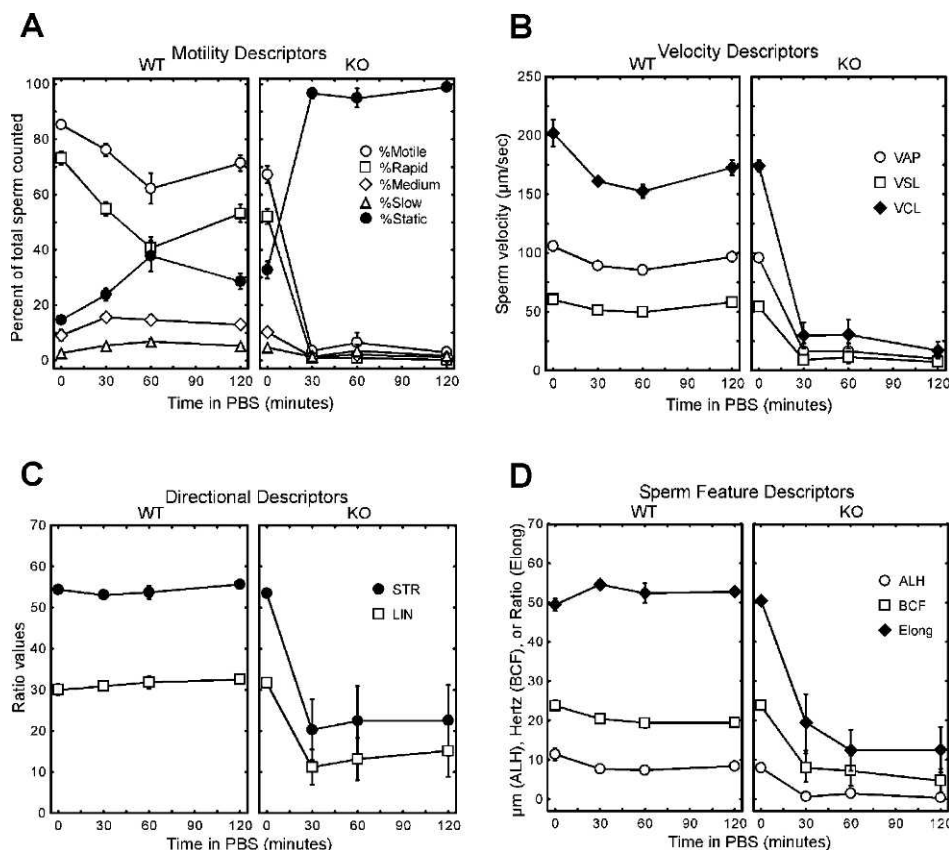 A
Motility Descriptors
WT
KO
Percent of total sperm counted
100
80
60
40
20
0
%Motile
%Rapid
%Medium
%Slow
%Static
0 30 60 90 120
0 30 60 90 120
Time in PBS (minutes)
B
Velocity Descriptors
WT
KO
Sperm velocity (µm/sec)
250
200
150
100
50
0
VAP
VSL
VCL
0 30 60 90 120
0 30 60 90 120
Time in PBS (minutes)
C
Directional Descriptors
WT
KO
Ratio values
70
60
50
40
30
20
10
0
STR
LIN
0 30 60 90 120
0 30 60 90 120
Time in PBS (minutes)
D
Sperm Feature Descriptors
WT
KO
µm (ALH), Hertz (BCF), or Ratio (Elong)
70
60
50
40
30
20
10
0
ALH
BCF
Elong
0 30 60 90 120
0 30 60 90 120
Time in PBS (minutes)